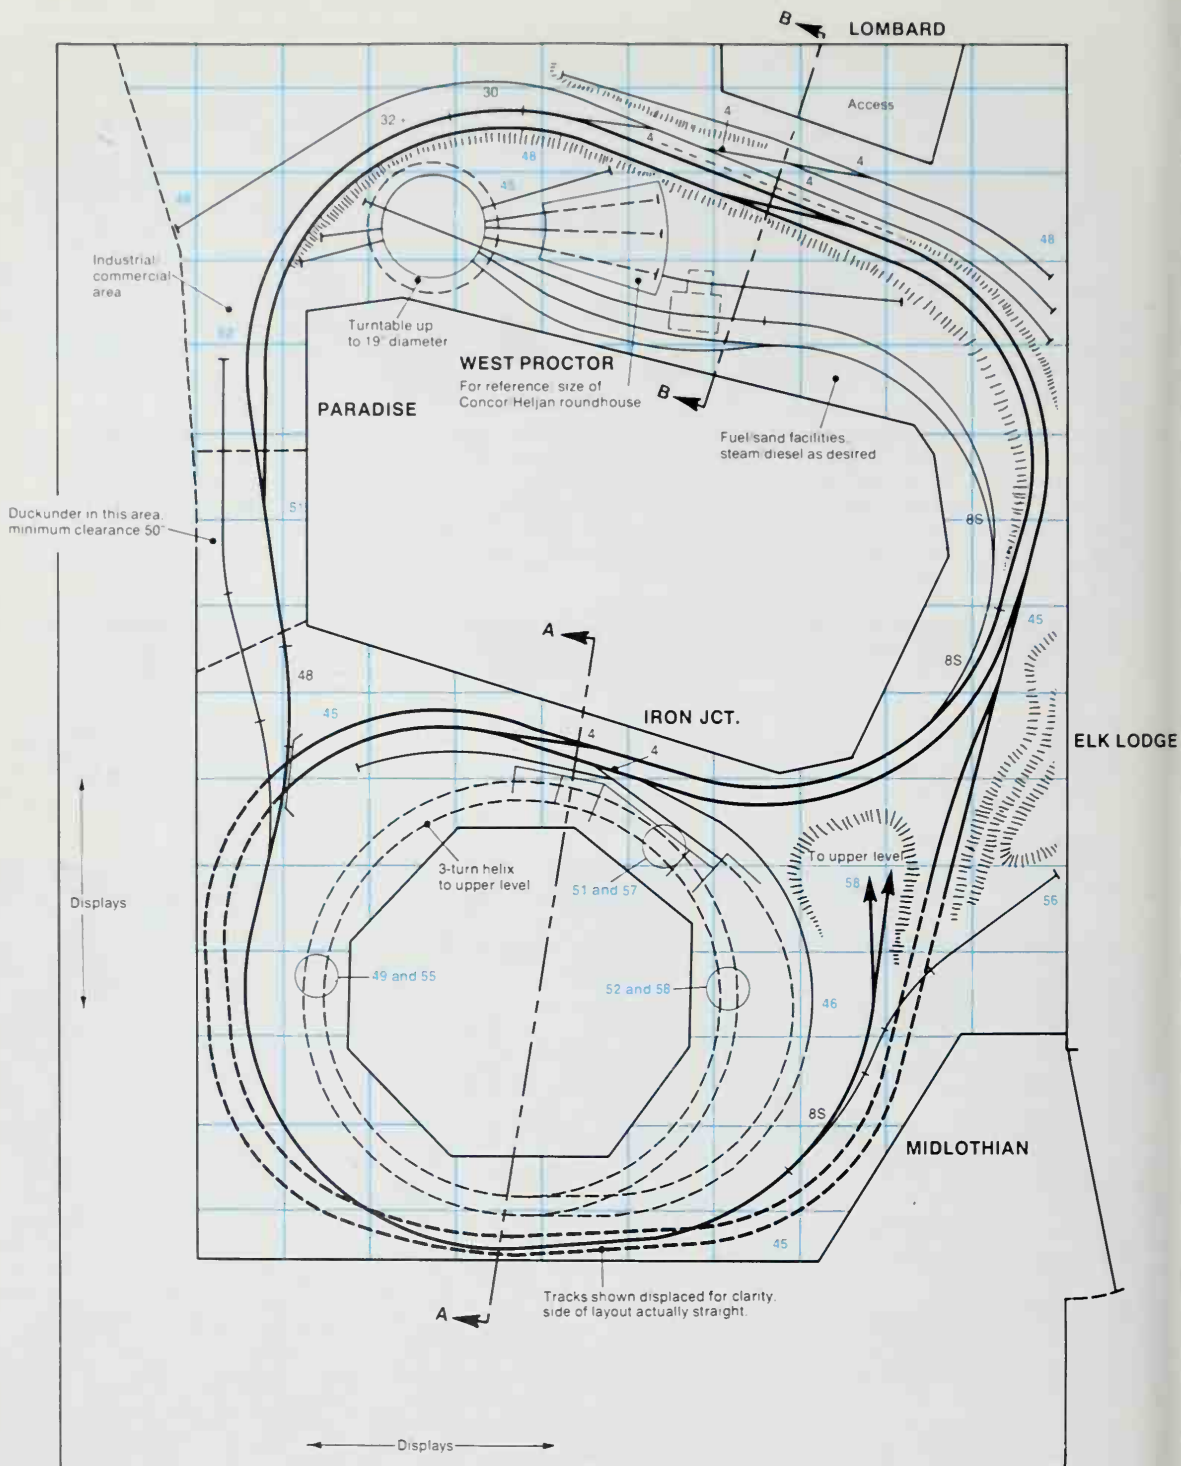 B
LOMBARD
Access
30
32
4
4
4
4
48
48
45
48
Industrial
commercial
area
Turntable up
to 19" diameter
WEST PROCTOR
For reference size of
Concor Heljan roundhouse
B
PARADISE
Fuel sand facilities
steam diesel as desired
Duckunder in this area.
minimum clearance 50"
51
8S
45
A
8S
48
45
IRON JCT.
4
4
ELK LODGE
3-turn helix
to upper level
To upper level
58
51 and 57
56
Displays
49 and 55
52 and 58
46
8S
MIDLOTHIAN
45
A
Tracks shown displaced for clarity.
side of layout actually straight.
Displays